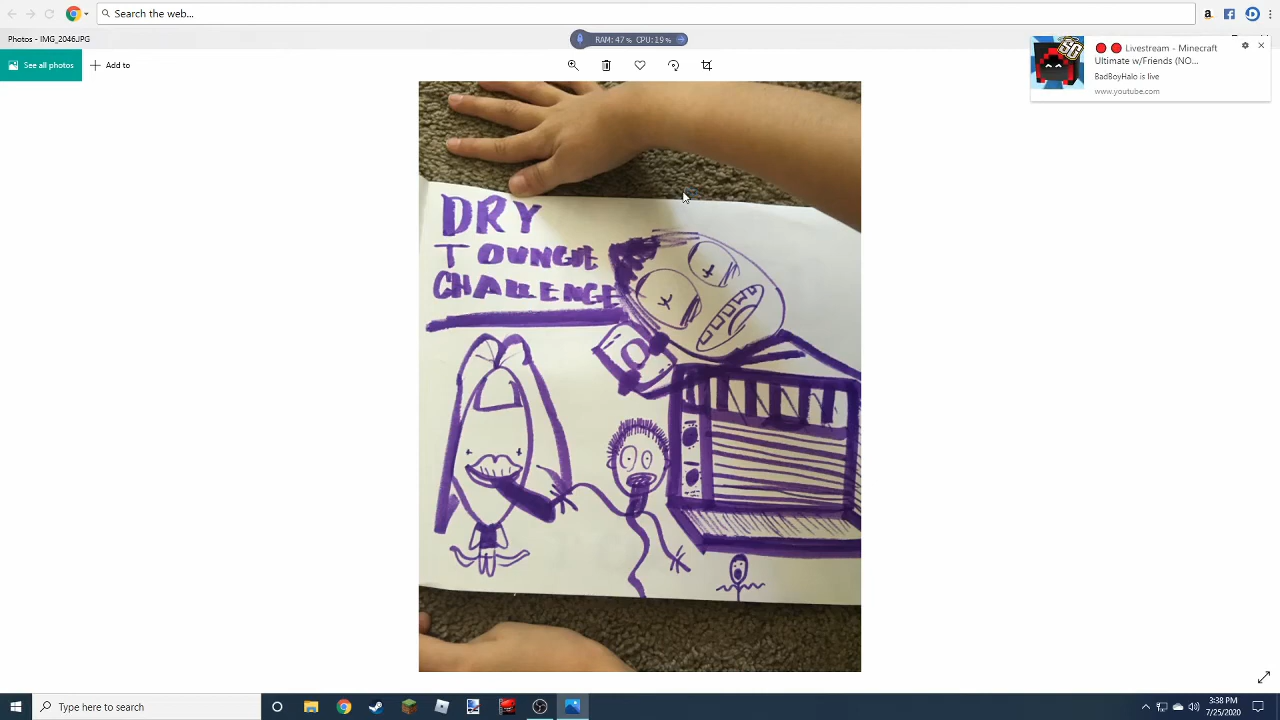 Search the web...
Photos - IMG_2046.JPG
RAM: 47% CPU: 19%
See all photos
Add to
Livestream - Minecraft
Ultimate w/Friends (NO...
BadBoyHalo is live
www.youtube.com
DRY
TOUNGE
CHALLENGE
Type here to search
3:38 PM
7/25/2020